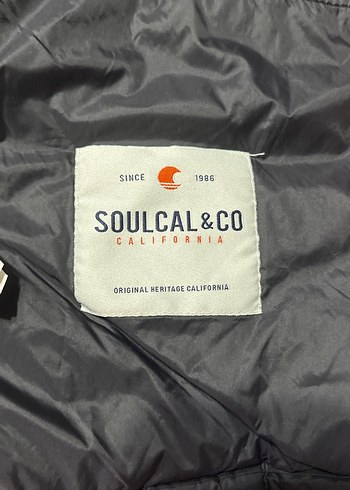 SINCE 1986
SOULCAL&CO
CALIFORNIA
ORIGINAL HERITAGE CALIFORNIA